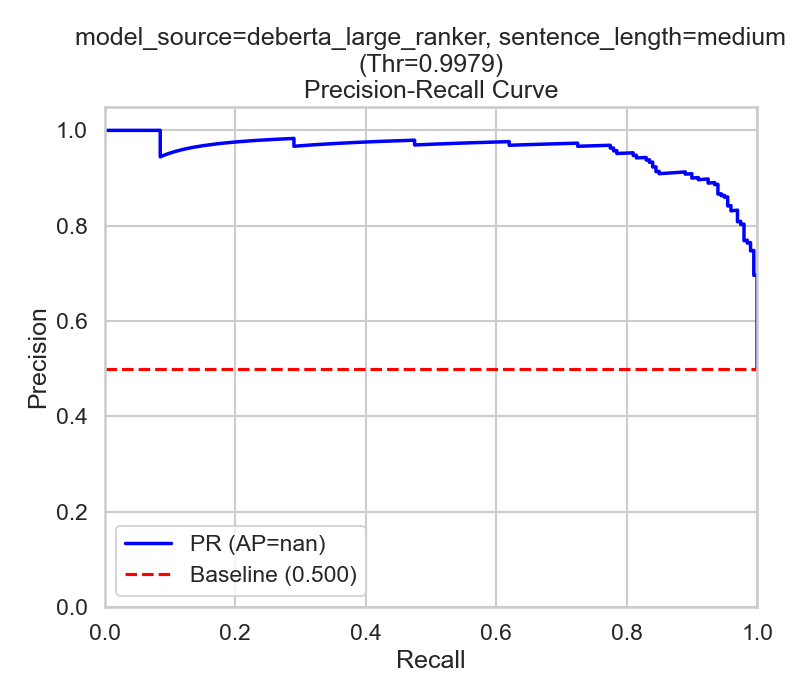 model_source=deberta_large_ranker, sentence_length=medium
(Thr=0.9979)
Precision-Recall Curve
1.0
0.8
0.6
0.4
0.2
0.0
Precision
PR (AP=nan)
Baseline (0.500)
0.0 0.2 0.4 0.6 0.8 1.0
Recall